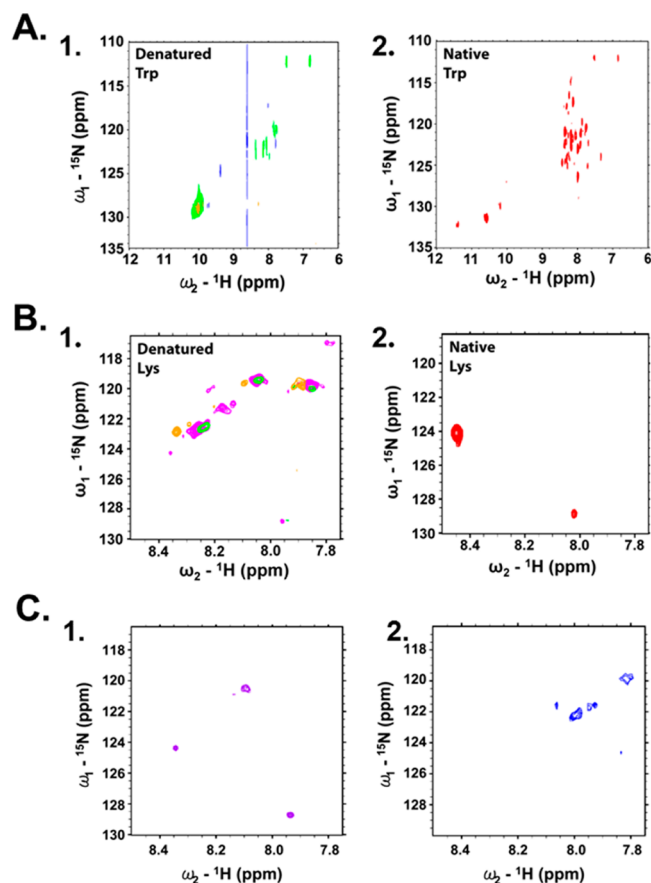 A.
1.
Denatured
Trp
110
115
120
125
130
135
ω₁ - ¹⁵N (ppm)
12 11 10 9 8 7 6
ω₂ - ¹H (ppm)
2.
Native
Trp
110
115
120
125
130
135
ω₁ - ¹⁵N (ppm)
12 11 10 9 8 7 6
ω₂ - ¹H (ppm)
B.
1.
Denatured
Lys
118
120
122
124
126
128
130
ω₁ - ¹⁵N (ppm)
8.4 8.2 8.0 7.8
ω₂ - ¹H (ppm)
2.
Native
Lys
120
122
124
126
128
130
ω₁ - ¹⁵N (ppm)
8.4 8.2 8.0 7.8
ω₂ - ¹H (ppm)
C.
1.
118
120
122
124
126
128
130
ω₁ - ¹⁵N (ppm)
8.4 8.2 8.0 7.8
ω₂ - ¹H (ppm)
2.
118
120
122
124
126
128
ω₁ - ¹⁵N (ppm)
8.4 8.2 8.0 7.8
ω₂ - ¹H (ppm)